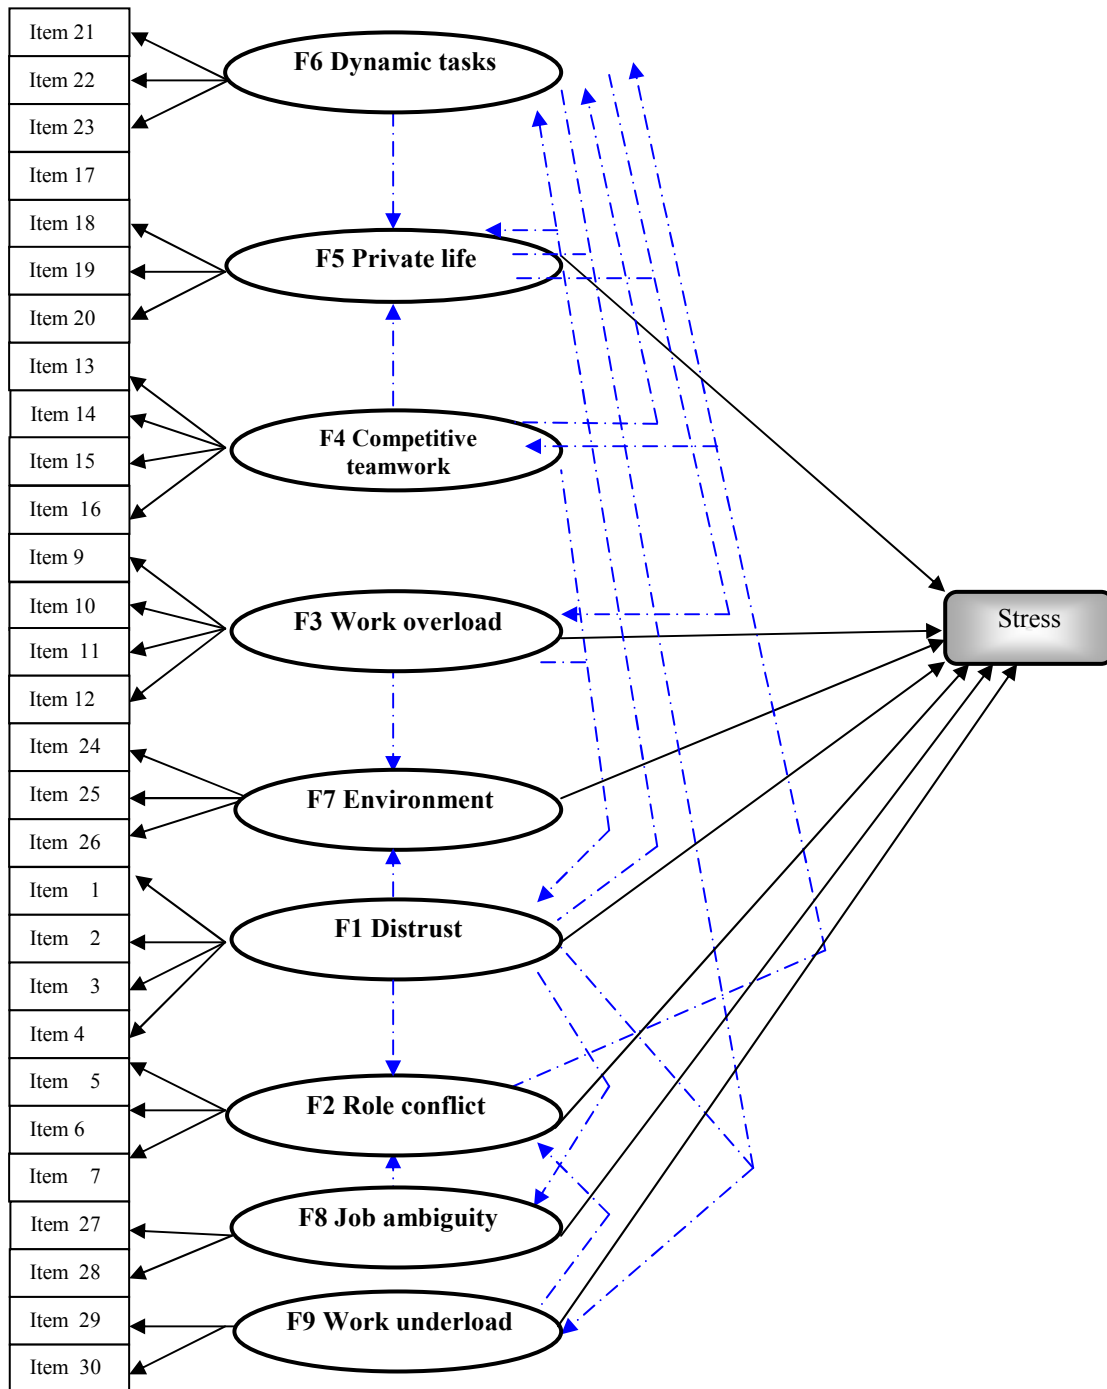 Item 21
Item 22
Item 23
Item 17
Item 18
Item 19
Item 20
Item 13
Item 14
Item 15
Item 16
Item 9
Item 10
Item 11
Item 12
Item 24
Item 25
Item 26
Item 1
Item 2
Item 3
Item 4
Item 5
Item 6
Item 7
Item 27
Item 28
Item 29
Item 30
F6 Dynamic tasks
F5 Private life
F4 Competitive
teamwork
F3 Work overload
F7 Environment
F1 Distrust
F2 Role conflict
F8 Job ambiguity
F9 Work underload
Stress